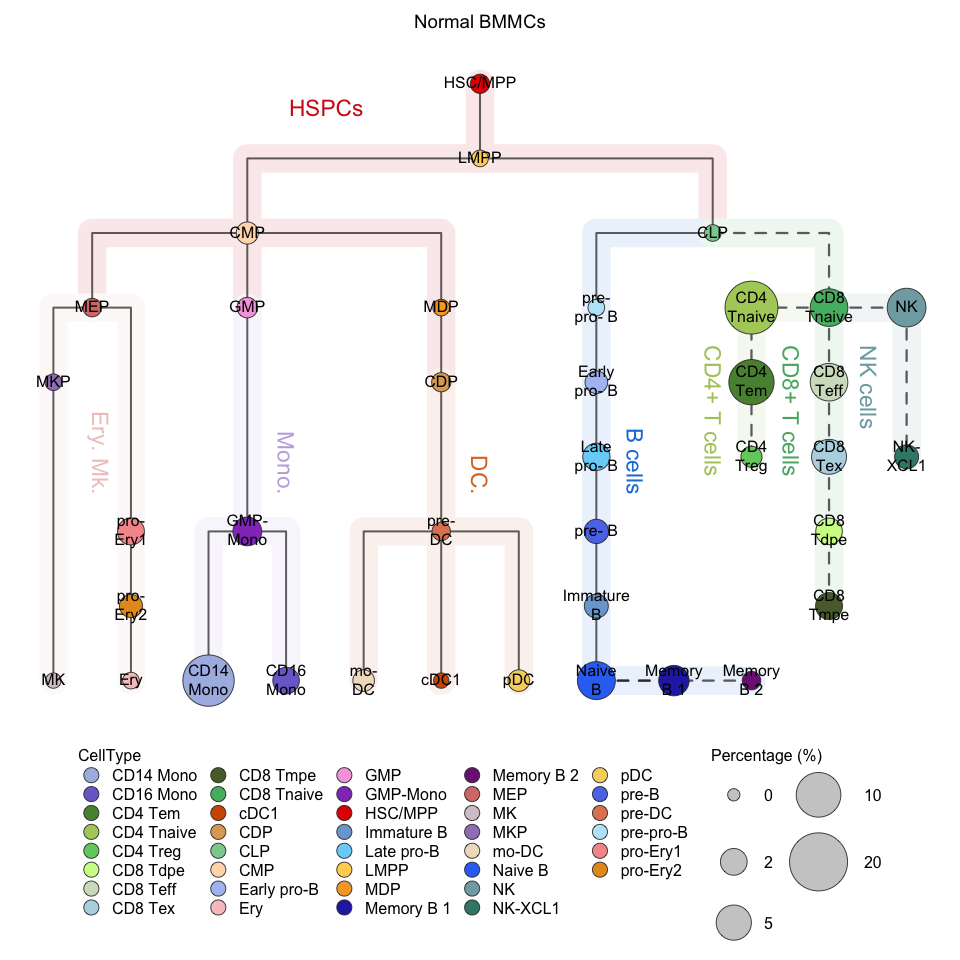 Normal BMMCs
HSC/MPP
HSPCs
LMPP
CMP
CLP
MEP
GMP
MDP
pre-
pro- B
CD4
Tnaive
CD8
Tnaive
NK
MKP
CDP
Early
pro- B
CD4
Tem
CD8
Teff
Ery. Mk.
Mono.
DC.
B cells
CD4+ T cells
CD8+ T cells
NK cells
Late
pro- B
CD4
Treg
CD8
Tex
NK-
XCL1
pro-
Ery1
GMP-
Mono
pre-
DC
pre- B
CD8
Tdpe
pro-
Ery2
Immature
B
CD8
Tmpe
MK
Ery
CD14
Mono
CD16
Mono
mo-
DC
cDC1
pDC
Naive
B
Memory
B 1
Memory
B 2
CellType
CD14 Mono
CD16 Mono
CD4 Tem
CD4 Tnaive
CD4 Treg
CD8 Tdpe
CD8 Teff
CD8 Tex
CD8 Tmpe
CD8 Tnaive
cDC1
CDP
CLP
CMP
Early pro-B
Ery
GMP
GMP-Mono
HSC/MPP
Immature B
Late pro-B
LMPP
MDP
Memory B 1
Memory B 2
MEP
MK
MKP
mo-DC
Naive B
NK
NK-XCL1
pDC
pre-B
pre-DC
pre-pro-B
pro-Ery1
pro-Ery2
Percentage (%)
0
2
5
10
20